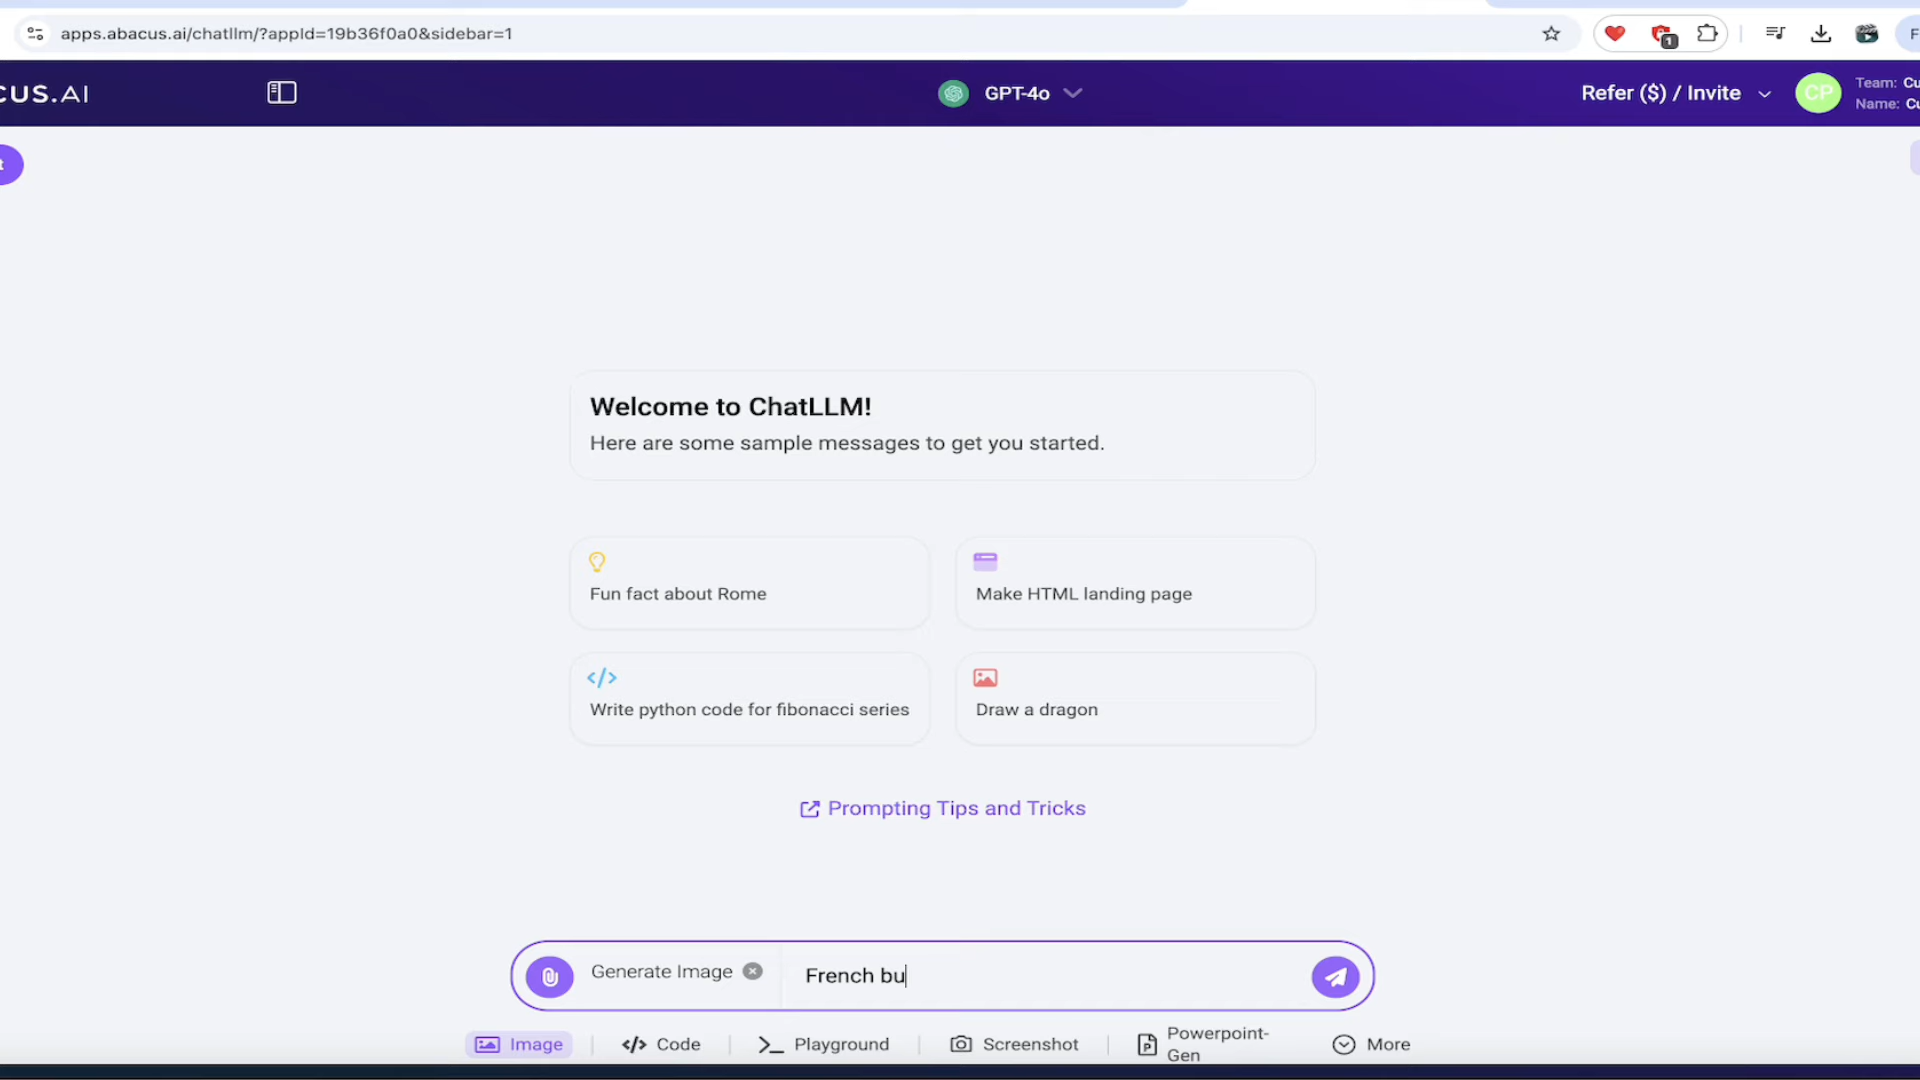 apps.abacus.ai/chatllm/?appId=19b36f0a0&sidebar=1
1
CUS.AI
GPT-4o
Refer ($) / Invite
CP
Team: Cu
Name: Cu
t
Welcome to ChatLLM!
Here are some sample messages to get you started.
Fun fact about Rome
Make HTML landing page
Write python code for fibonacci series
Draw a dragon
Prompting Tips and Tricks
Generate Image
French bu
Image
Code
Playground
Screenshot
Powerpoint-
Gen
More